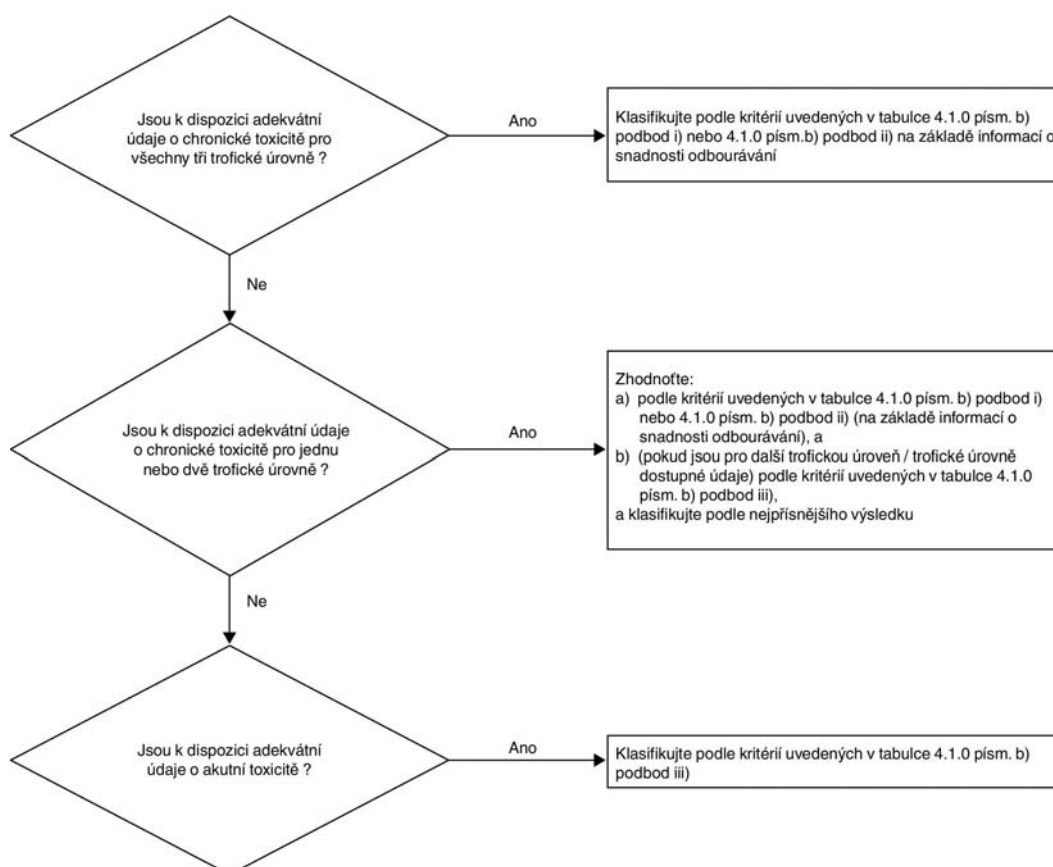 Jsou k dispozici adekvátní
údaje o chronické toxicitě pro
všechny tři trofické úrovně ?
Ano
Klasifikujte podle kritérií uvedených v tabulce 4.1.0 písm. b)
podbod i) nebo 4.1.0 písm.b) podbod ii) na základě informací o
snadnosti odbourávání
Ne
Jsou k dispozici adekvátní údaje
o chronické toxicitě pro jednu
nebo dvě trofické úrovně ?
Ano
Zhodnoťte:
a) podle kritérií uvedených v tabulce 4.1.0 písm. b) podbod i)
nebo 4.1.0 písm. b) podbod ii) (na základě informací o
snadnosti odbourávání), a
b) (pokud jsou pro další trofickou úroveň / trofické úrovně
dostupné údaje) podle kritérií uvedených v tabulce 4.1.0
písm. b) podbod iii),
a klasifikujte podle nejpřísnějšího výsledku
Ne
Jsou k dispozici adekvátní
údaje o akutní toxicitě ?
Ano
Klasifikujte podle kritérií uvedených v tabulce 4.1.0 písm. b)
podbod iii)